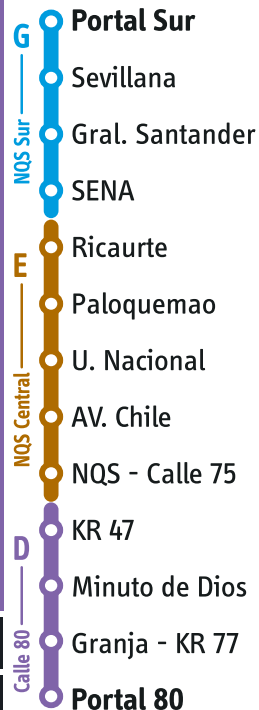 G
NQS Sur
Portal Sur
Sevillana
Gral. Santander
SENA
E
NQS Central
Ricaurte
Paloquemao
U. Nacional
AV. Chile
NQS - Calle 75
D
Calle 80
KR 47
Minuto de Dios
Granja - KR 77
Portal 80